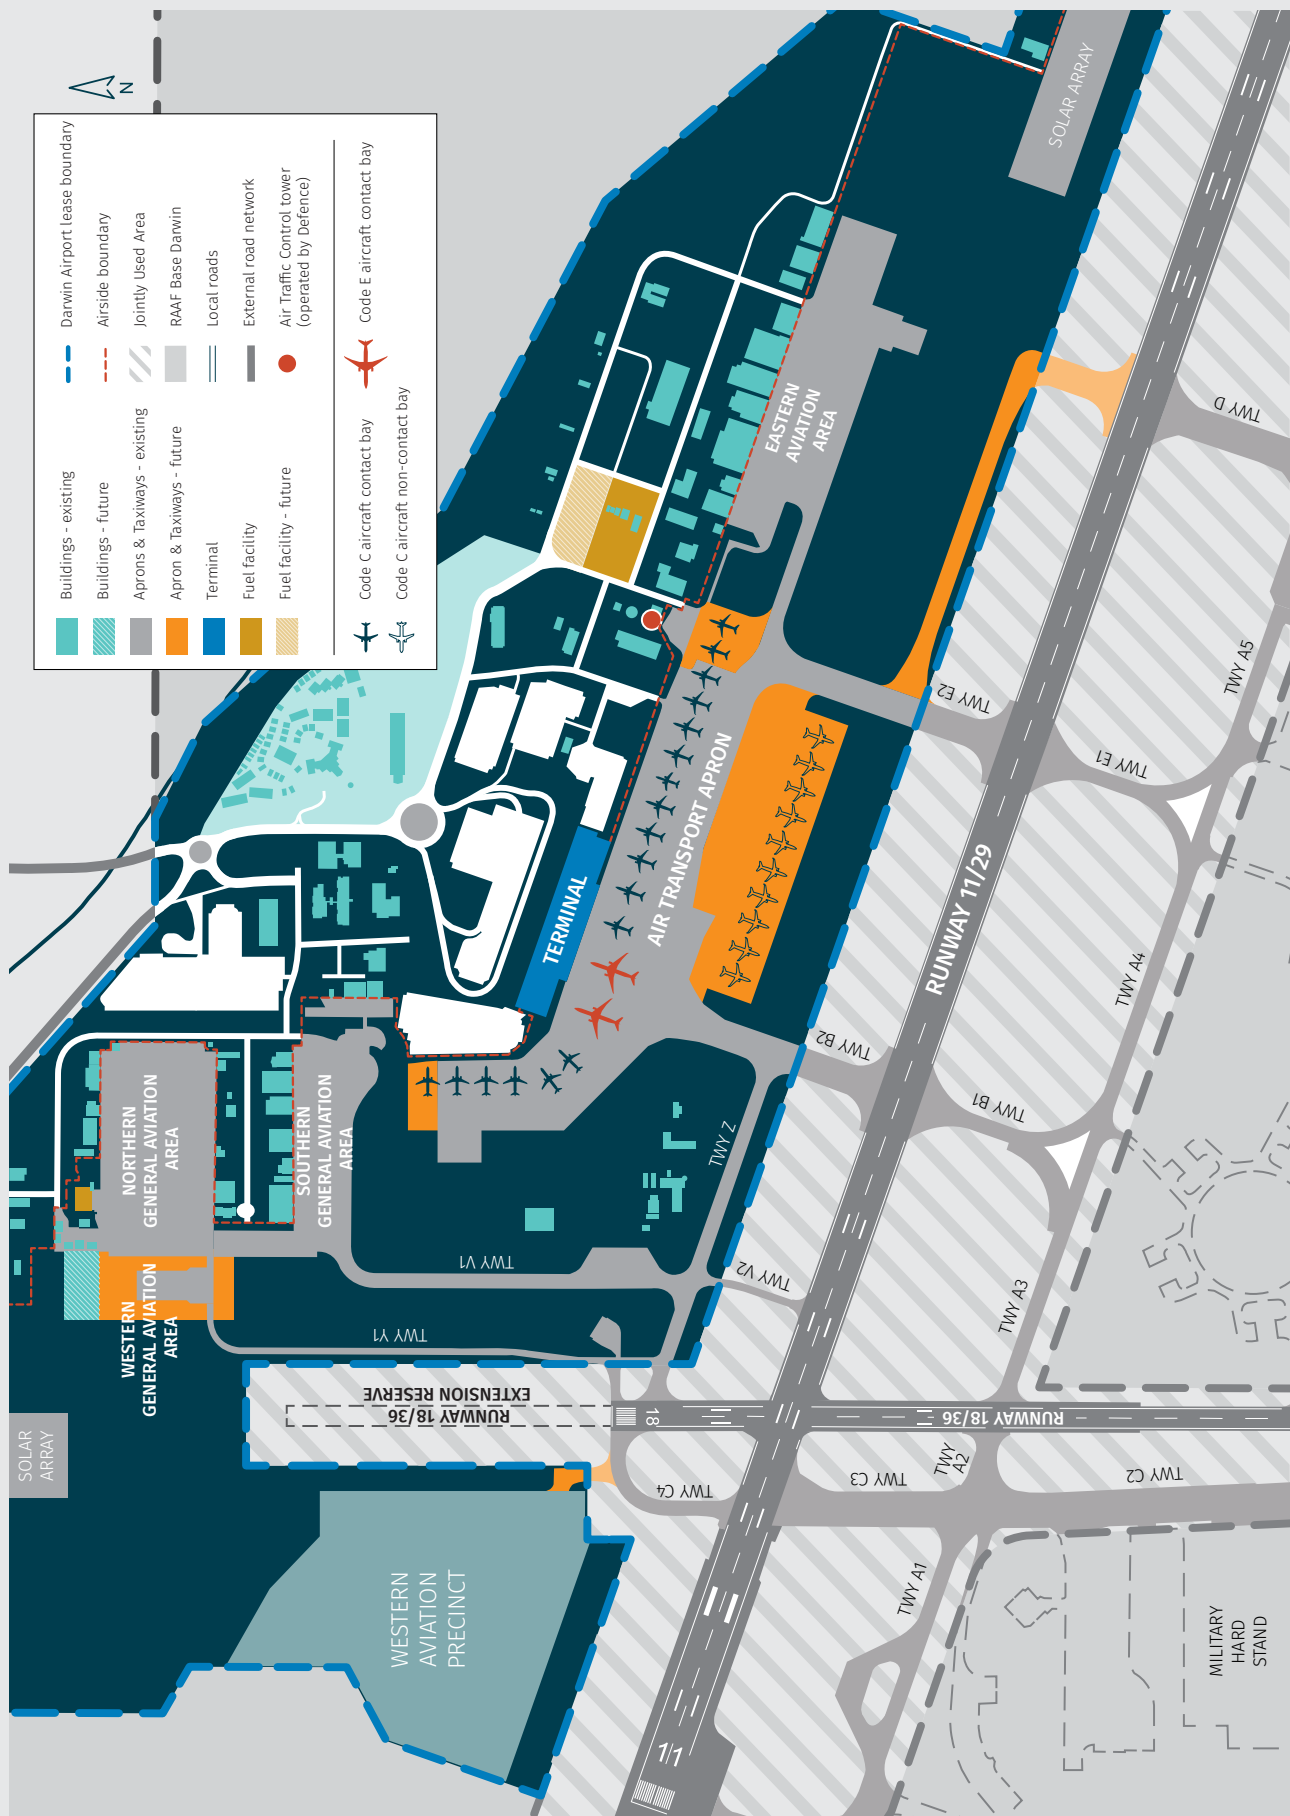 N
Buildings - existing
Buildings - future
Aprons & Taxiways - existing
Apron & Taxiways - future
Terminal
Fuel facility
Fuel facility - future
Darwin Airport lease boundary
Airside boundary
Jointly Used Area
RAAF Base Darwin
Local roads
External road network
Air Traffic Control tower
(operated by Defence)
Code C aircraft contact bay
Code C aircraft non-contact bay
Code E aircraft contact bay
SOLAR
ARRAY
WESTERN
GENERAL AVIATION
AREA
NORTHERN
GENERAL AVIATION
AREA
SOUTHERN
GENERAL AVIATION
AREA
TERMINAL
AIR TRANSPORT APRON
EASTERN
AVIATION
AREA
SOLAR ARRAY
WESTERN
AVIATION
PRECINCT
RUNWAY 18/36
EXTENSION RESERVE
18
RUNWAY 18/36
RUNWAY 11/29
11
TWY Y1
TWY V1
TWY V2
TWY Z
TWY B2
TWY B1
TWY E2
TWY E1
TWY D
TWY C4
TWY C3
TWY C2
TWY A1
TWY
A2
TWY A3
TWY A4
TWY A5
MILITARY
HARD
STAND